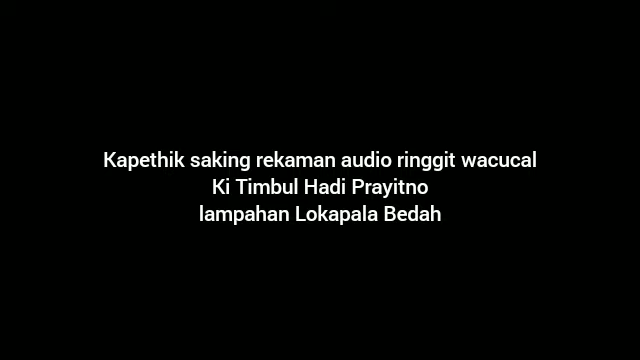 Kapethik saking rekaman audio ringgit wacucal
Ki Timbul Hadi Prayitno
lampahan Lokapala Bedah